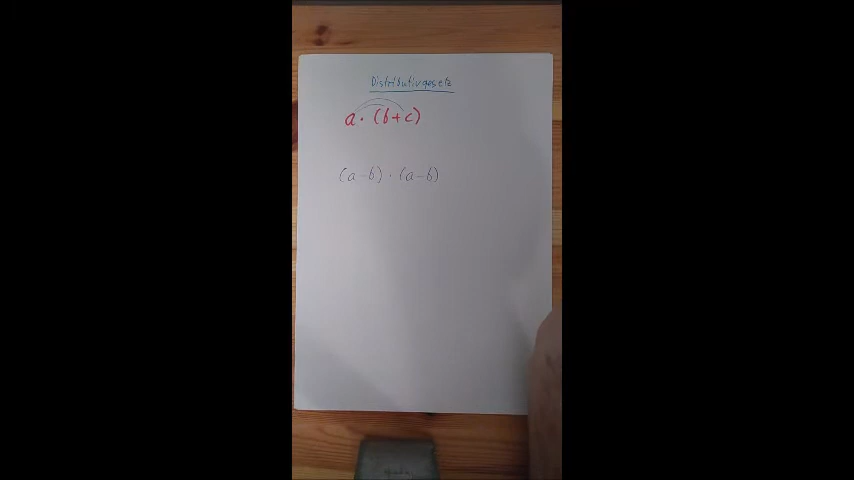 Distributivgesetz
a · (b + c)
(a - b) · (a - b)